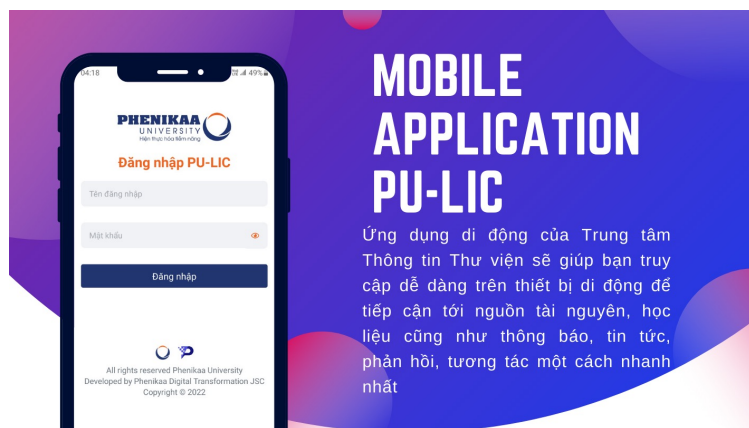 04:18
49%
PHENIKAA
UNIVERSITY
Hiện thực hóa tiềm năng
Đăng nhập PU-LIC
Tên đăng nhập
Mật khẩu
Đăng nhập
All rights reserved Phenikaa University
Developed by Phenikaa Digital Transformation JSC
Copyright © 2022
MOBILE
APPLICATION
PU-LIC
Ứng dụng di động của Trung tâm
Thông tin Thư viện sẽ giúp bạn truy
cập dễ dàng trên thiết bị di động để
tiếp cận tới nguồn tài nguyên, học
liệu cũng như thông báo, tin tức,
phản hồi, tương tác một cách nhanh
nhất